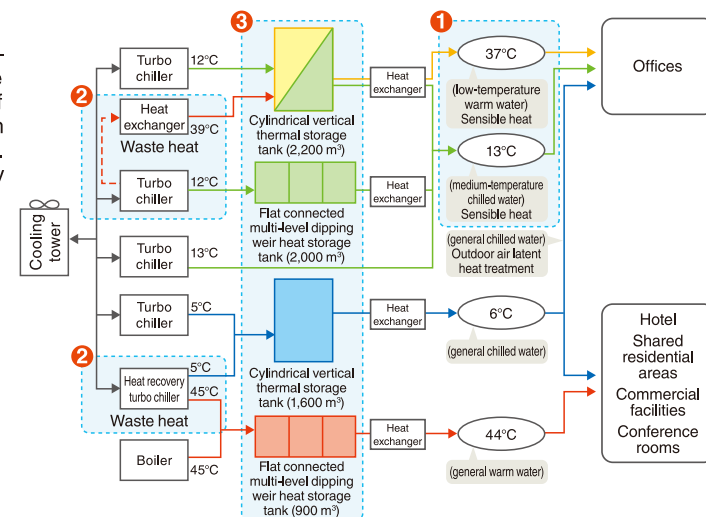 f
n
.
y
Cooling
tower
Turbo
chiller
12°C
2
Heat
exchanger
39°C
Waste heat
Turbo
chiller
12°C
Turbo
chiller
13°C
Turbo
chiller
5°C
2
Heat recovery
turbo chiller
5°C
45°C
Waste heat
Boiler
45°C
3
Cylindrical vertical
thermal storage
tank (2,200 m³)
Flat connected
multi-level dipping
weir heat storage
tank (2,000 m³)
Cylindrical vertical
thermal storage
tank (1,600 m³)
Flat connected
multi-level dipping
weir heat storage
tank (900 m³)
Heat
exchanger
Heat
exchanger
Heat
exchanger
Heat
exchanger
1
37°C
(low-temperature
warm water)
Sensible heat
13°C
(medium-temperature
chilled water)
Sensible heat
(general chilled water)
Outdoor air latent
heat treatment
6°C
(general chilled water)
44°C
(general warm water)
Offices
Hotel
Shared
residential
areas
Commercial
facilities
Conference
rooms